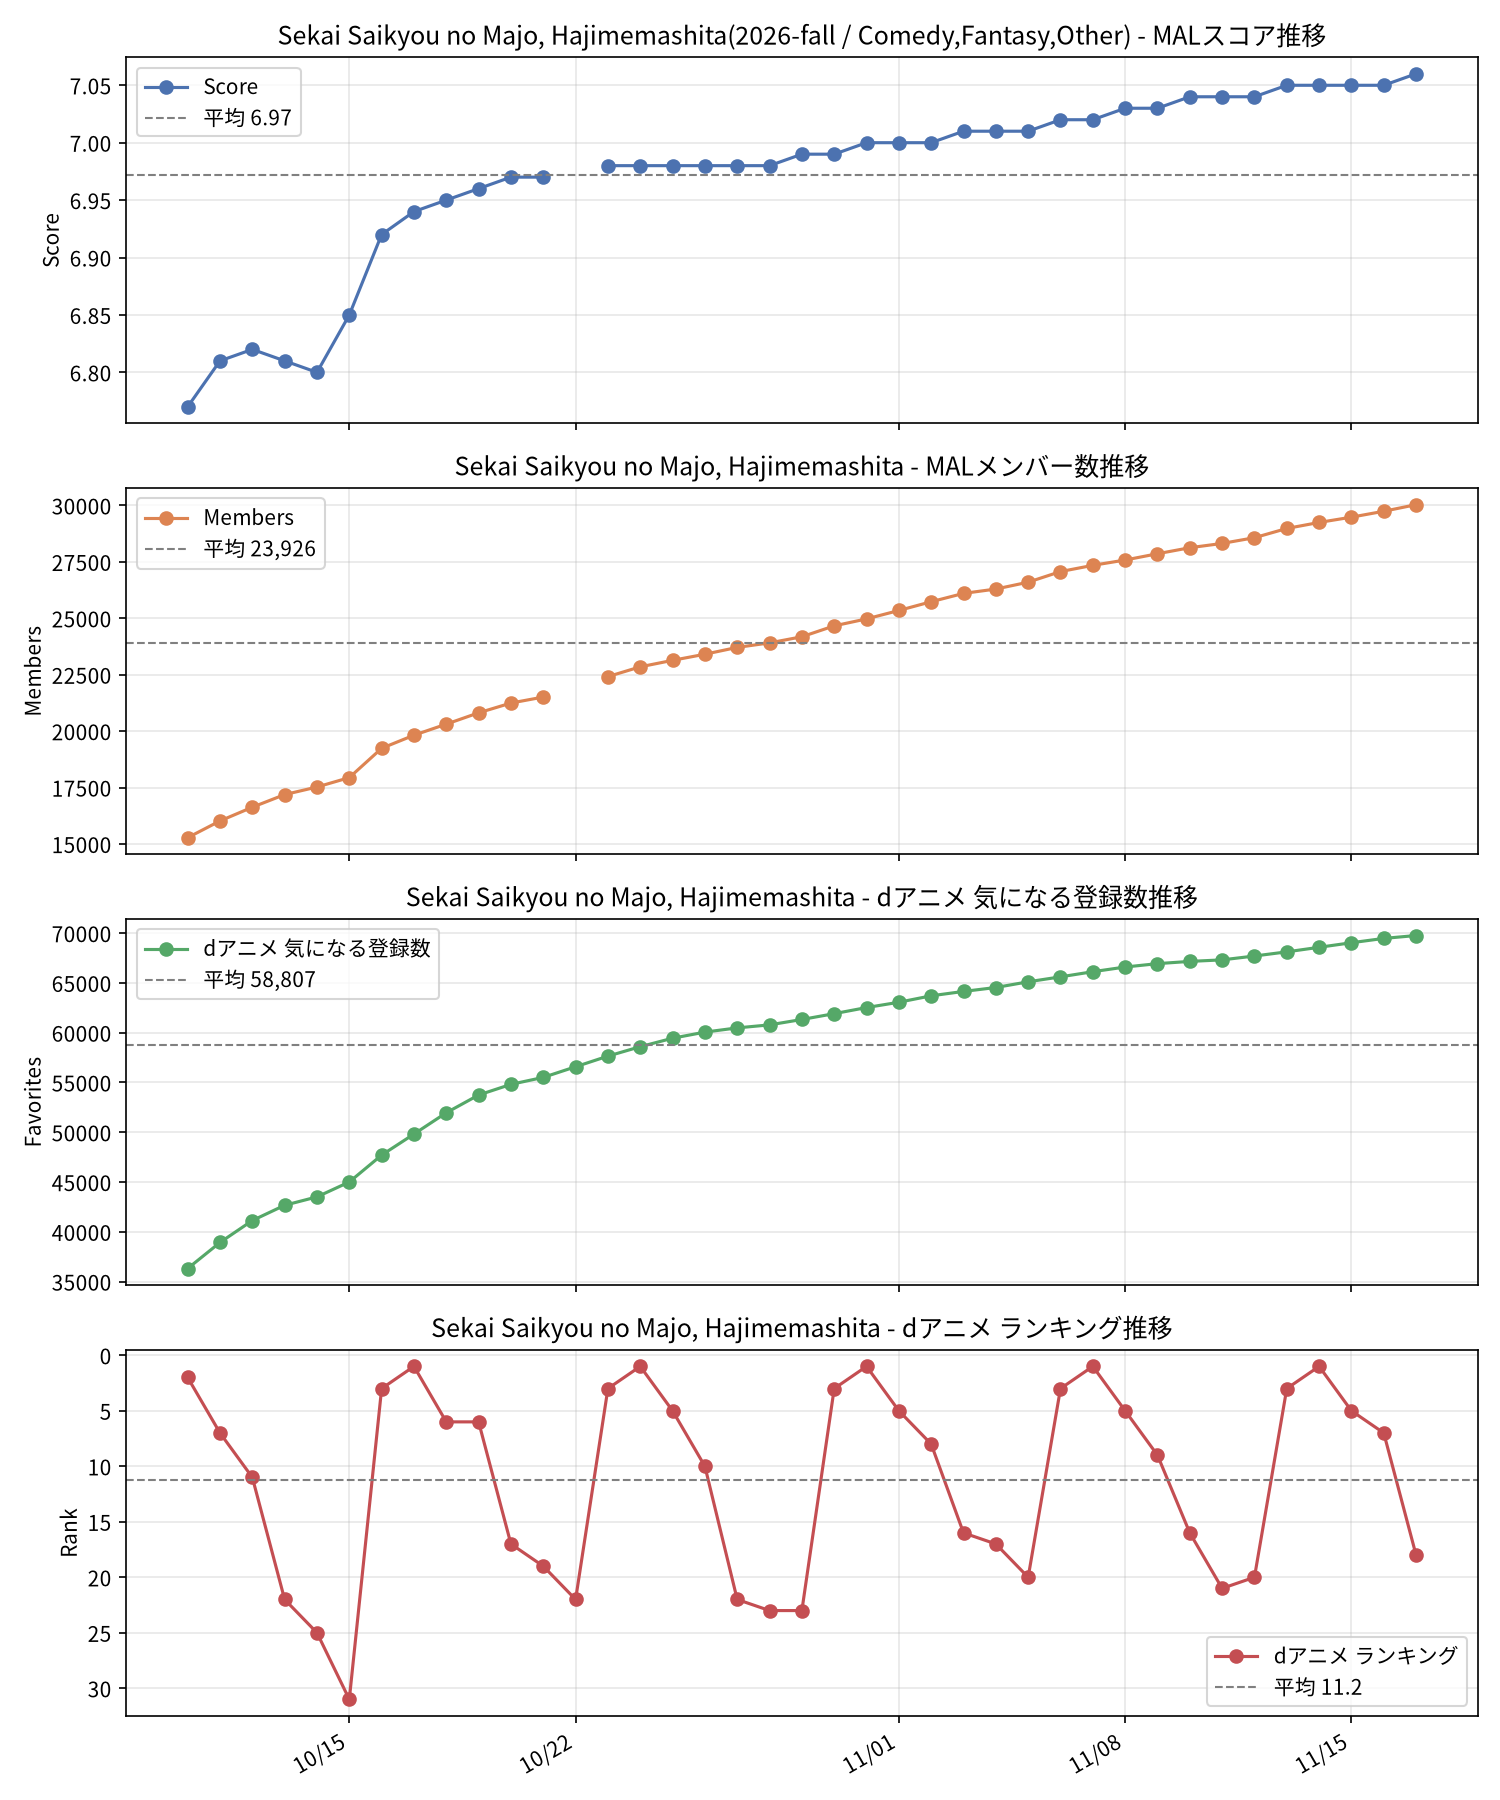 Sekai Saikyou no Majo, Hajimemashita(2026-fall / Comedy,Fantasy,Other) - MALスコア推移
Score
平均 6.97
7.05
7.00
6.95
6.90
6.85
6.80
Score
Sekai Saikyou no Majo, Hajimemashita - MALメンバー数推移
Members
平均 23,926
30000
27500
25000
22500
20000
17500
15000
Members
Sekai Saikyou no Majo, Hajimemashita - dアニメ 気になる登録数推移
dアニメ 気になる登録数
平均 58,807
70000
65000
60000
55000
50000
45000
40000
35000
Favorites
Sekai Saikyou no Majo, Hajimemashita - dアニメ ランキング推移
0
5
10
15
20
25
30
Rank
dアニメ ランキング
平均 11.2
10/15
10/22
11/01
11/08
11/15